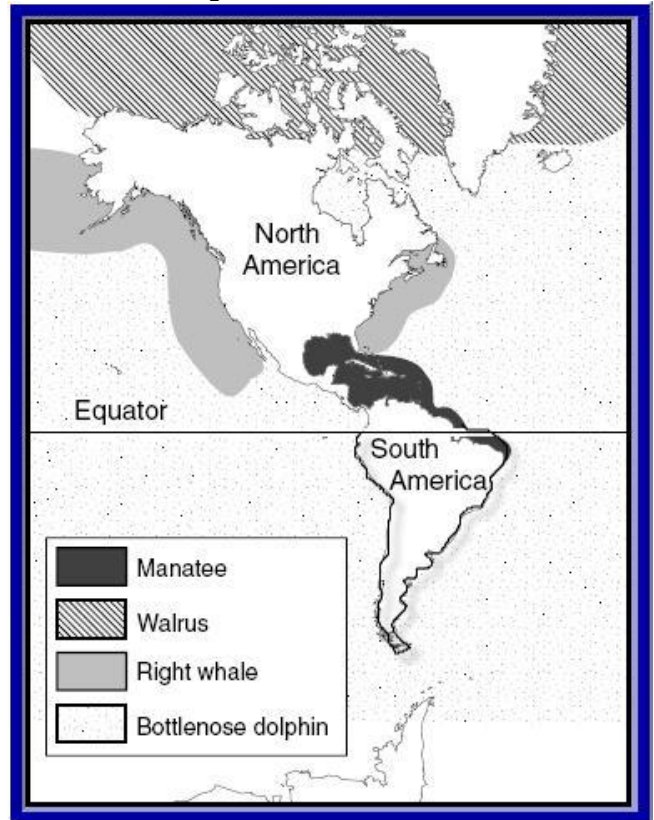 North
America
Equator
South
America
Manatee
Walrus
Right whale
Bottlenose dolphin